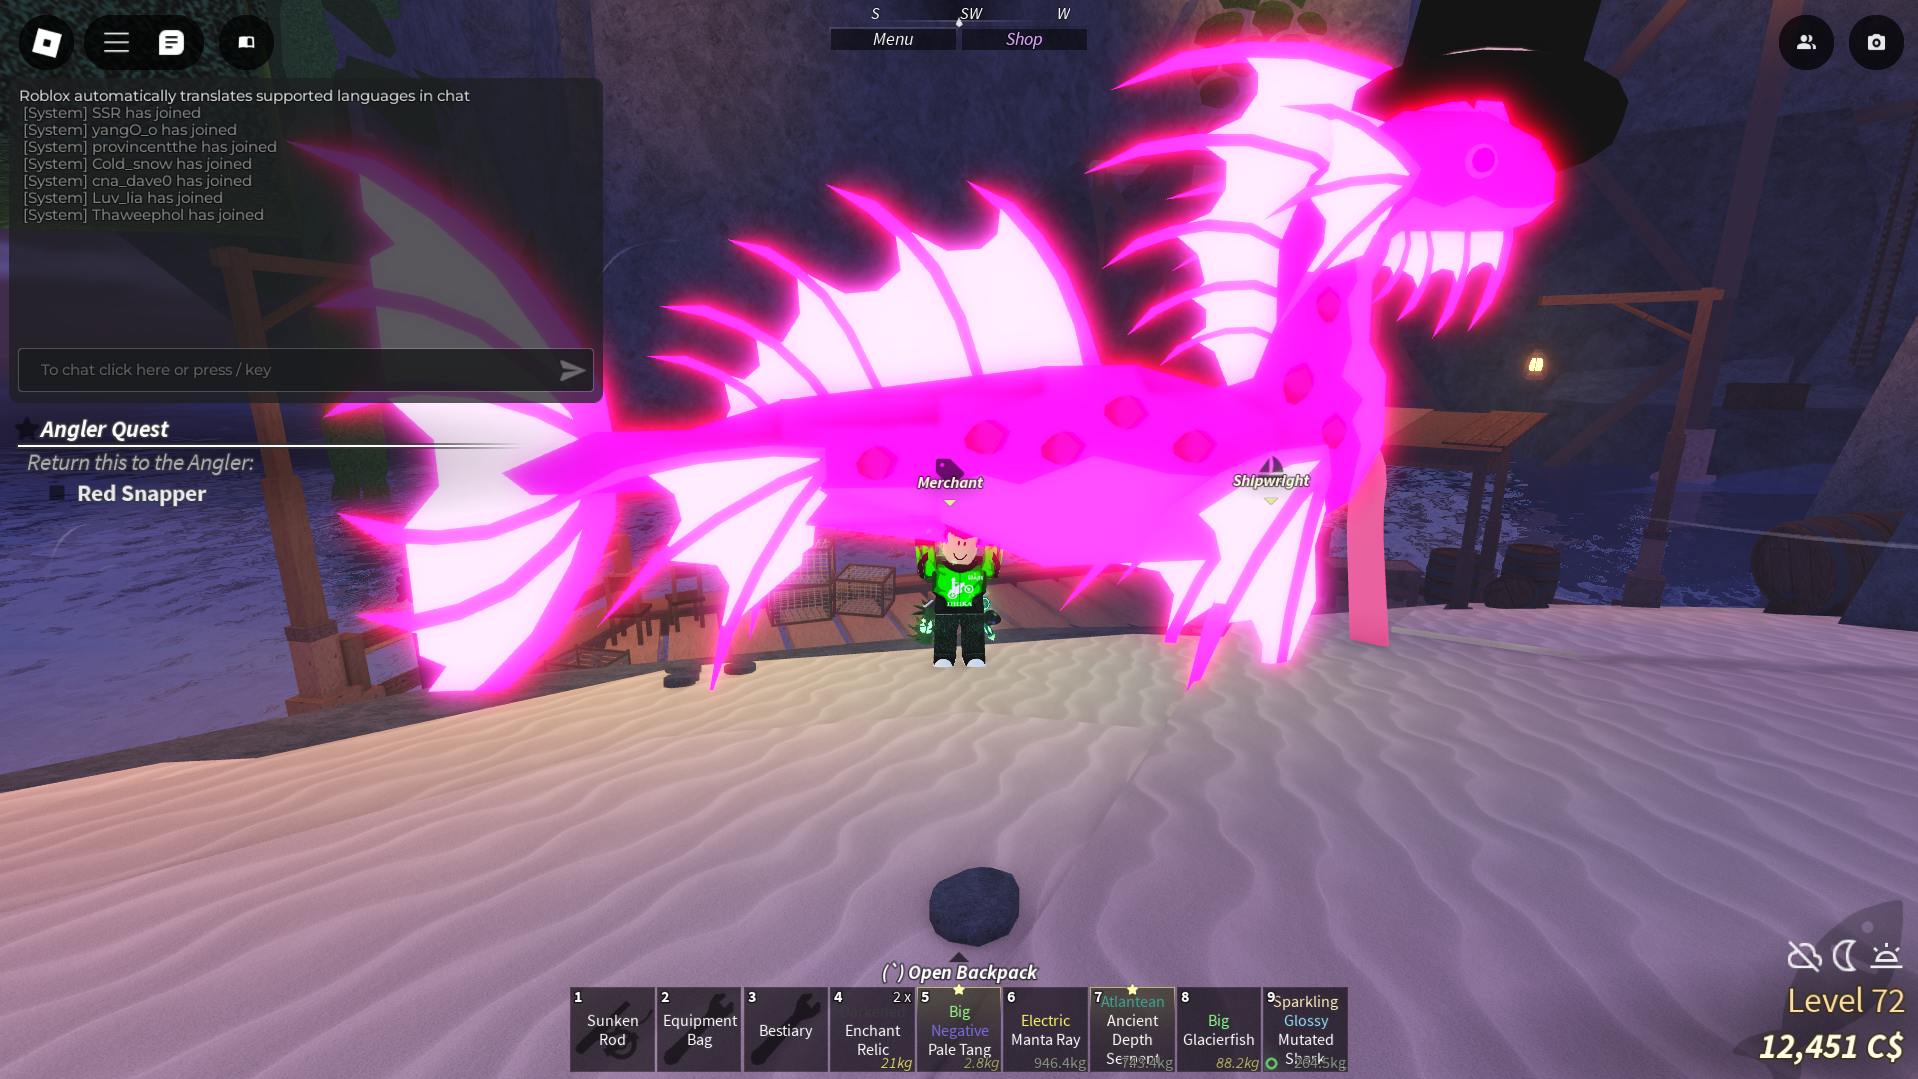 S SW W
Menu Shop
Roblox automatically translates supported languages in chat
[System] SSR has joined
[System] yangO_o has joined
[System] provincentthe has joined
[System] Cold_snow has joined
[System] cna_dave0 has joined
[System] Luv_lia has joined
[System] Thaweephol has joined
To chat click here or press / key
Angler Quest
Return this to the Angler:
Red Snapper
Merchant
Shipwright
(`) Open Backpack
1
Sunken
Rod
2
Equipment
Bag
3
Bestiary
4 2 x
Darkened
Enchant
Relic
21kg
5
Big
Negative
Pale Tang
2.8kg
6
Electric
Manta Ray
946.4kg
7
Atlantean
Ancient
Depth
Serpent
8
Big
Glacierfish
88.2kg
9
Sparkling
Glossy
Mutated
Shark
Level 72
12,451 C$